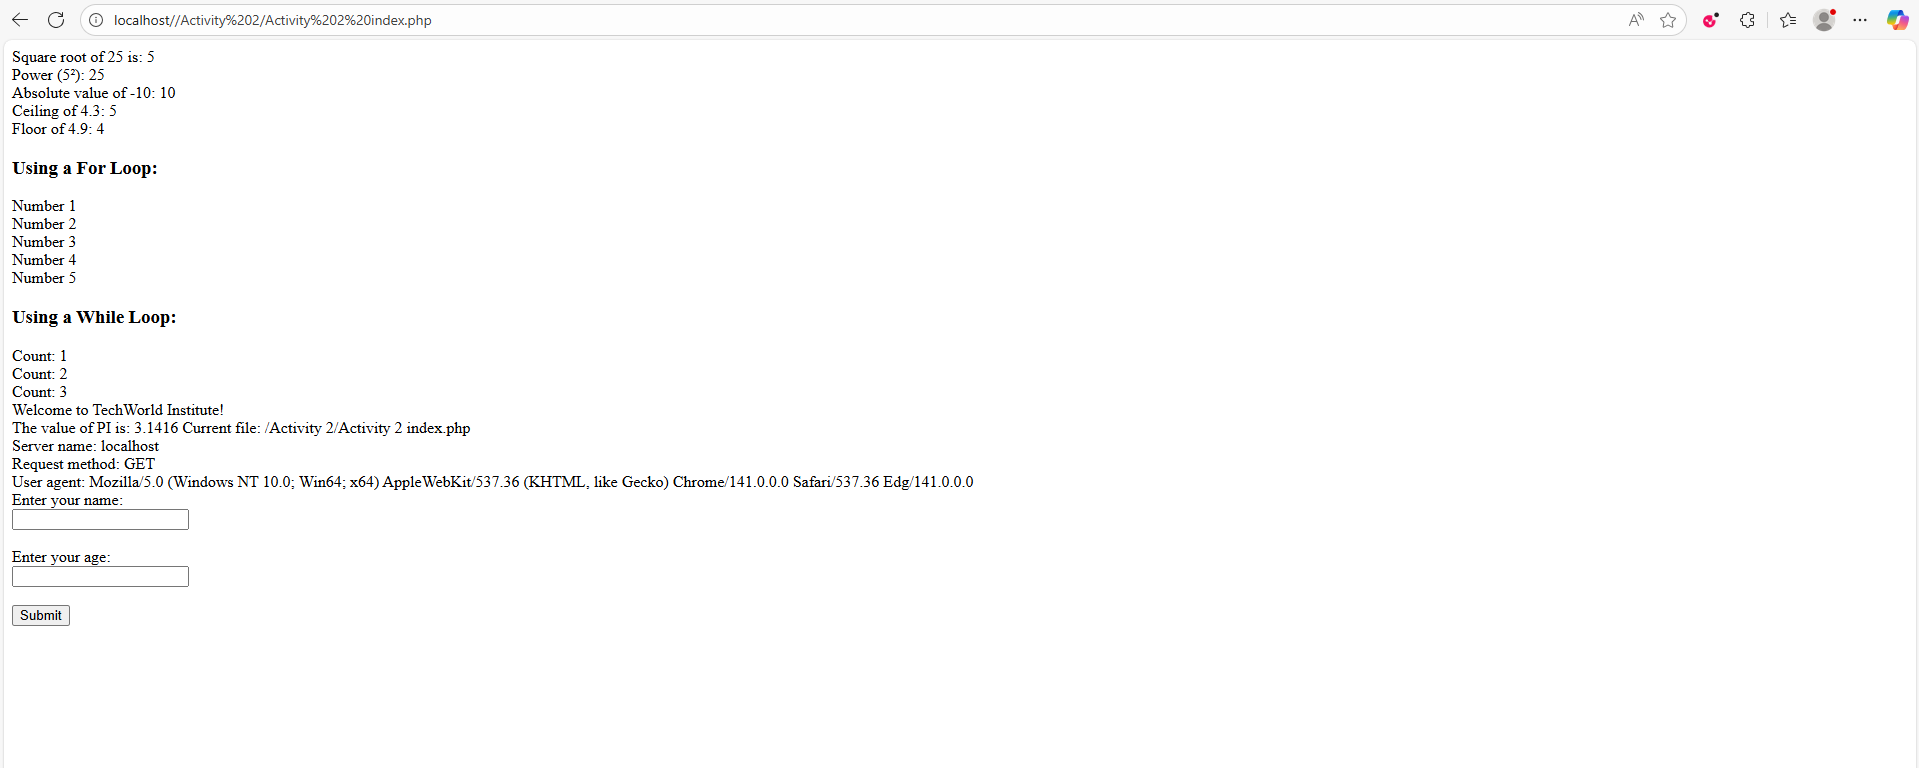 localhost//Activity%202/Activity%202%20index.php
Square root of 25 is: 5
Power (5²): 25
Absolute value of -10: 10
Ceiling of 4.3: 5
Floor of 4.9: 4
Using a For Loop:
Number 1
Number 2
Number 3
Number 4
Number 5
Using a While Loop:
Count: 1
Count: 2
Count: 3
Welcome to TechWorld Institute!
The value of PI is: 3.1416 Current file: /Activity 2/Activity 2 index.php
Server name: localhost
Request method: GET
User agent: Mozilla/5.0 (Windows NT 10.0; Win64; x64) AppleWebKit/537.36 (KHTML, like Gecko) Chrome/141.0.0.0 Safari/537.36 Edg/141.0.0.0
Enter your name:
Enter your age:
Submit